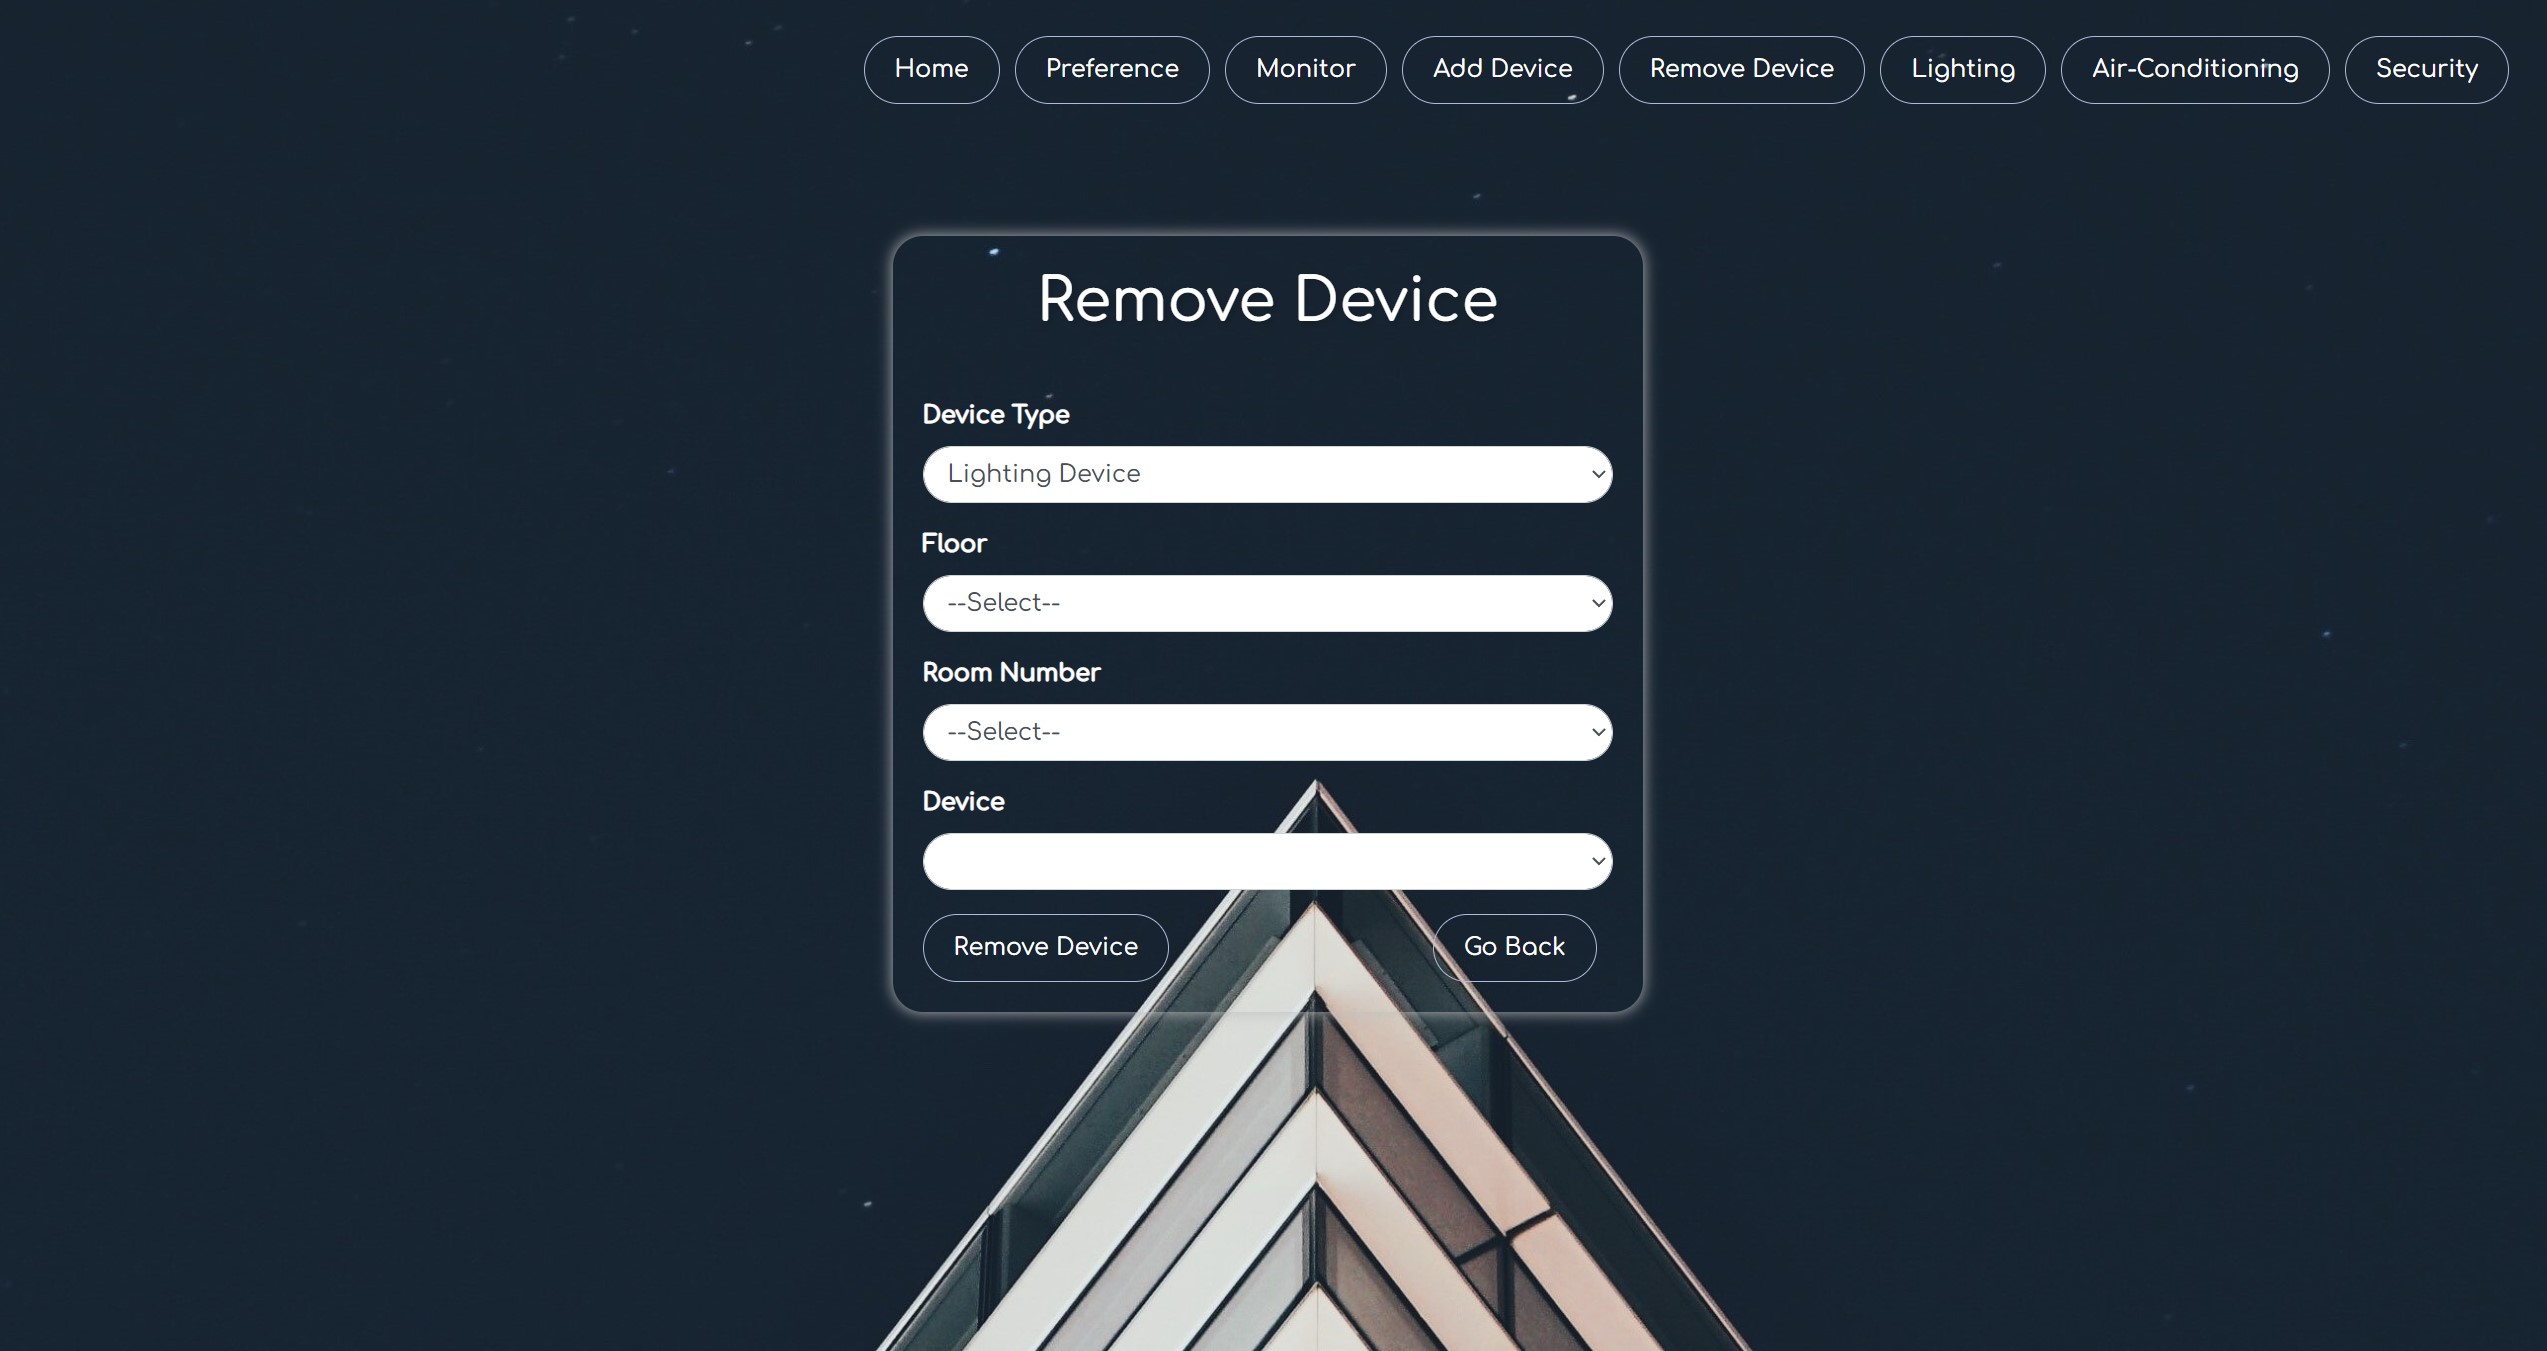 Home Preference Monitor Add Device Remove Device Lighting Air-Conditioning Security
Remove Device
Device Type
Lighting Device
Floor
--Select--
Room Number
--Select--
Device
Remove Device Go Back